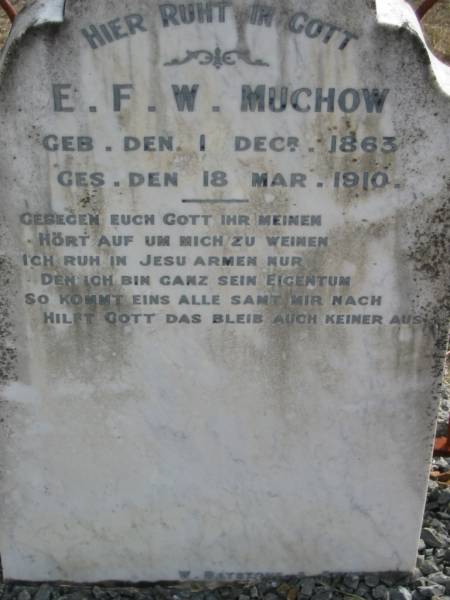 Hier Ruht in Gott
E. F. W. Muchow
Geb. den 1 Decr. 1863
Ges. den 18 Mar. 1910.
Gebegen euch Gott ihr meinen
Hört auf um mich zu weinen
Ich ruh in Jesu armen nur
Den ich bin ganz sein Eigentum
So kommt eins alle samt mir nach
Hilft Gott das bleib auch keiner aus
W.